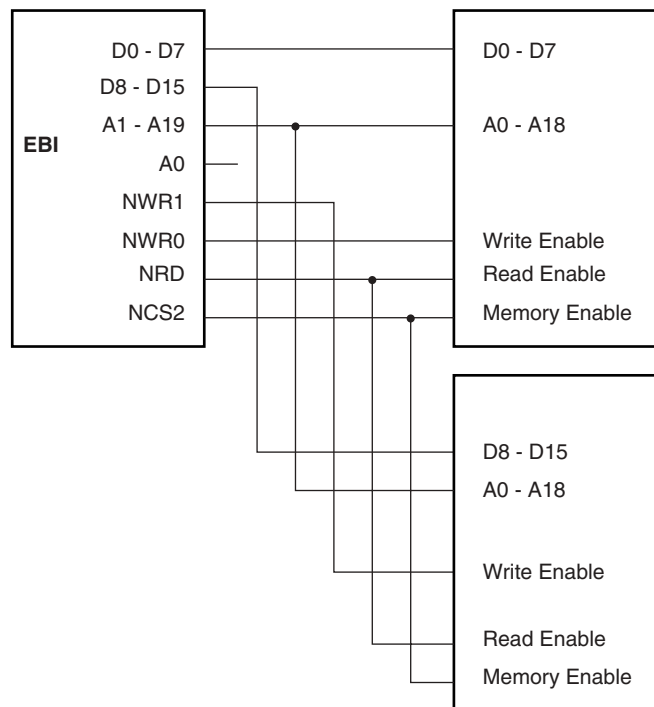 D0 - D7
D8 - D15
A1 - A19
EBI
A0
NWR1
NWR0
NRD
NCS2
D0 - D7
A0 - A18
Write Enable
Read Enable
Memory Enable
D8 - D15
A0 - A18
Write Enable
Read Enable
Memory Enable